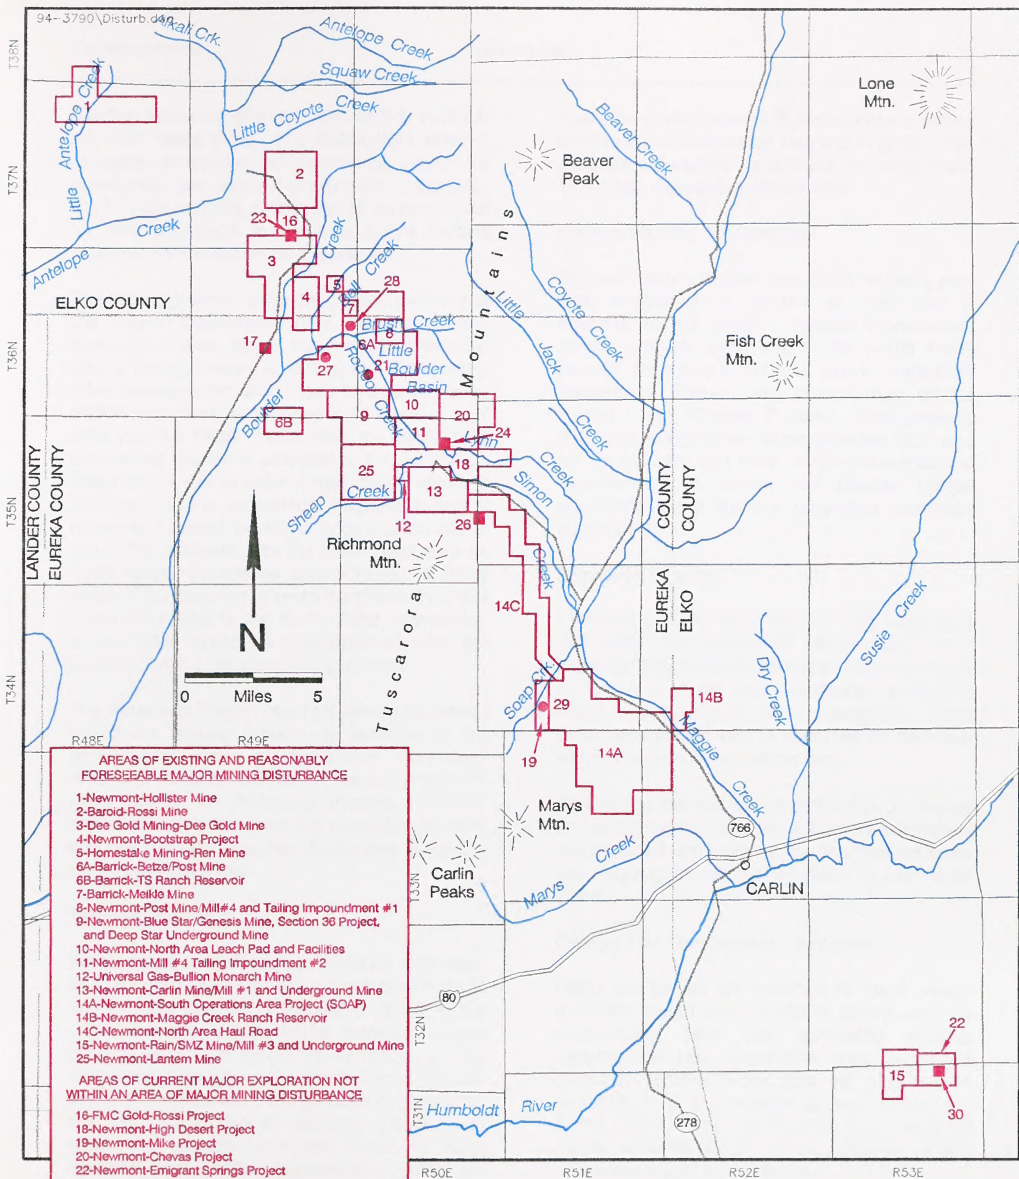 94-3790\Disturb.dgn
T38N
T37N
T36N
T35N
T34N
T33N
T32N
T31N
Alkali Crk.
Antelope Creek
Squaw Creek
Little Coyote Creek
Little Antelope Creek
Antelope Creek
Lone Mtn.
Beaver Creek
Beaver Peak
1
2
23
16
3
Creek
Bell Creek
4
5
28
7
ELKO COUNTY
Brush Creek
8
17
6A
Little Boulder Basin
27
21
Rodeo Creek
Boulder
6B
9
10
20
11
24
Lynn
Creek
18
Simon
Creek
25
13
Sheep Creek
12
26
Tuscarora Mountains
Little Jack Creek
Coyote Creek
Fish Creek Mtn.
LANDER COUNTY
EUREKA COUNTY
EUREKA COUNTY
ELKO COUNTY
Richmond Mtn.
N
0 Miles 5
14C
Soap Crk.
29
19
14A
14B
Maggie Creek
Dry Creek
Susie Creek
Marys Mtn.
Marys Creek
Carlin Peaks
766
CARLIN
80
278
Humboldt River
22
15
30
R48E
R49E
R50E
R51E
R52E
R53E
AREAS OF EXISTING AND REASONABLY
FORESEEABLE MAJOR MINING DISTURBANCE
1-Newmont-Hollister Mine
2-Baroid-Rossi Mine
3-Dee Gold Mining-Dee Gold Mine
4-Newmont-Bootstrap Project
5-Homestake Mining-Ren Mine
6A-Barrick-Betze/Post Mine
6B-Barrick-TS Ranch Reservoir
7-Barrick-Meikle Mine
8-Newmont-Post Mine/Mill#4 and Tailing Impoundment #1
9-Newmont-Blue Star/Genesis Mine, Section 36 Project,
and Deep Star Underground Mine
10-Newmont-North Area Leach Pad and Facilities
11-Newmont-Mill #4 Tailing Impoundment #2
12-Universal Gas-Bullion Monarch Mine
13-Newmont-Carlin Mine/Mill #1 and Underground Mine
14A-Newmont-South Operations Area Project (SOAP)
14B-Newmont-Maggie Creek Ranch Reservoir
14C-Newmont-North Area Haul Road
15-Newmont-Rain/SMZ Mine/Mill #3 and Underground Mine
25-Newmont-Lantern Mine
AREAS OF CURRENT MAJOR EXPLORATION NOT
WITHIN AN AREA OF MAJOR MINING DISTURBANCE
16-FMC Gold-Rossi Project
18-Newmont-High Desert Project
19-Newmont-Mike Project
20-Newmont-Chevas Project
22-Newmont-Emigrant Springs Project